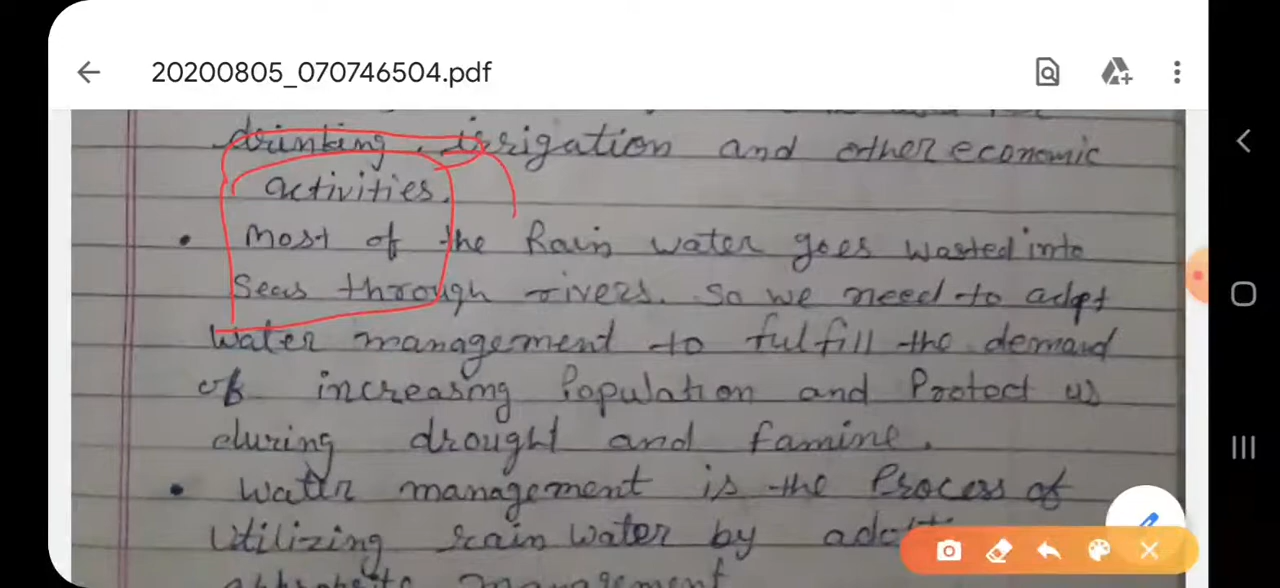 20200805_070746504.pdf
drinking, irrigation and other economic
activities.
• Most of the Rain water goes wasted into
Seas through rivers. So we need to adopt
Water management to fulfill the demand
of increasing Population and Protect us
during drought and famine.
• Water management is the Process of
Utilizing rain water by
management